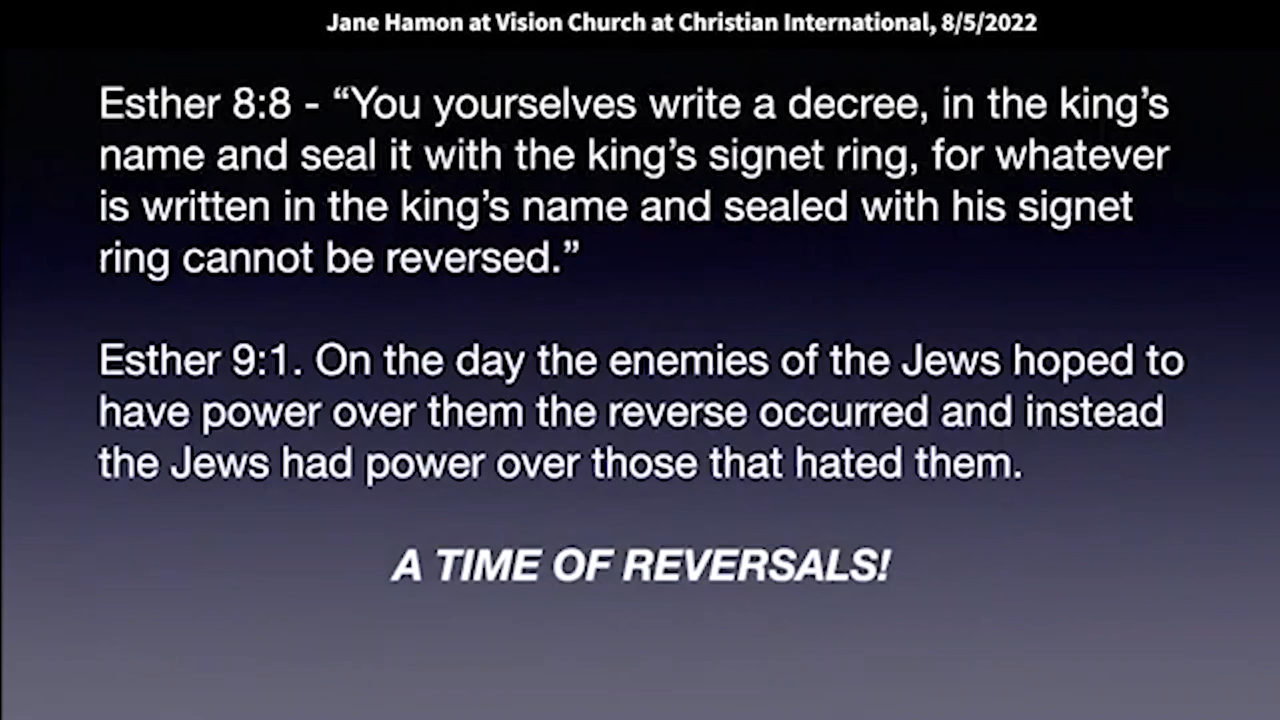 Jane Hamon at Vision Church at Christian International, 8/5/2022
Esther 8:8 - “You yourselves write a decree, in the king’s
name and seal it with the king’s signet ring, for whatever
is written in the king’s name and sealed with his signet
ring cannot be reversed.”
Esther 9:1. On the day the enemies of the Jews hoped to
have power over them the reverse occurred and instead
the Jews had power over those that hated them.
A TIME OF REVERSALS!